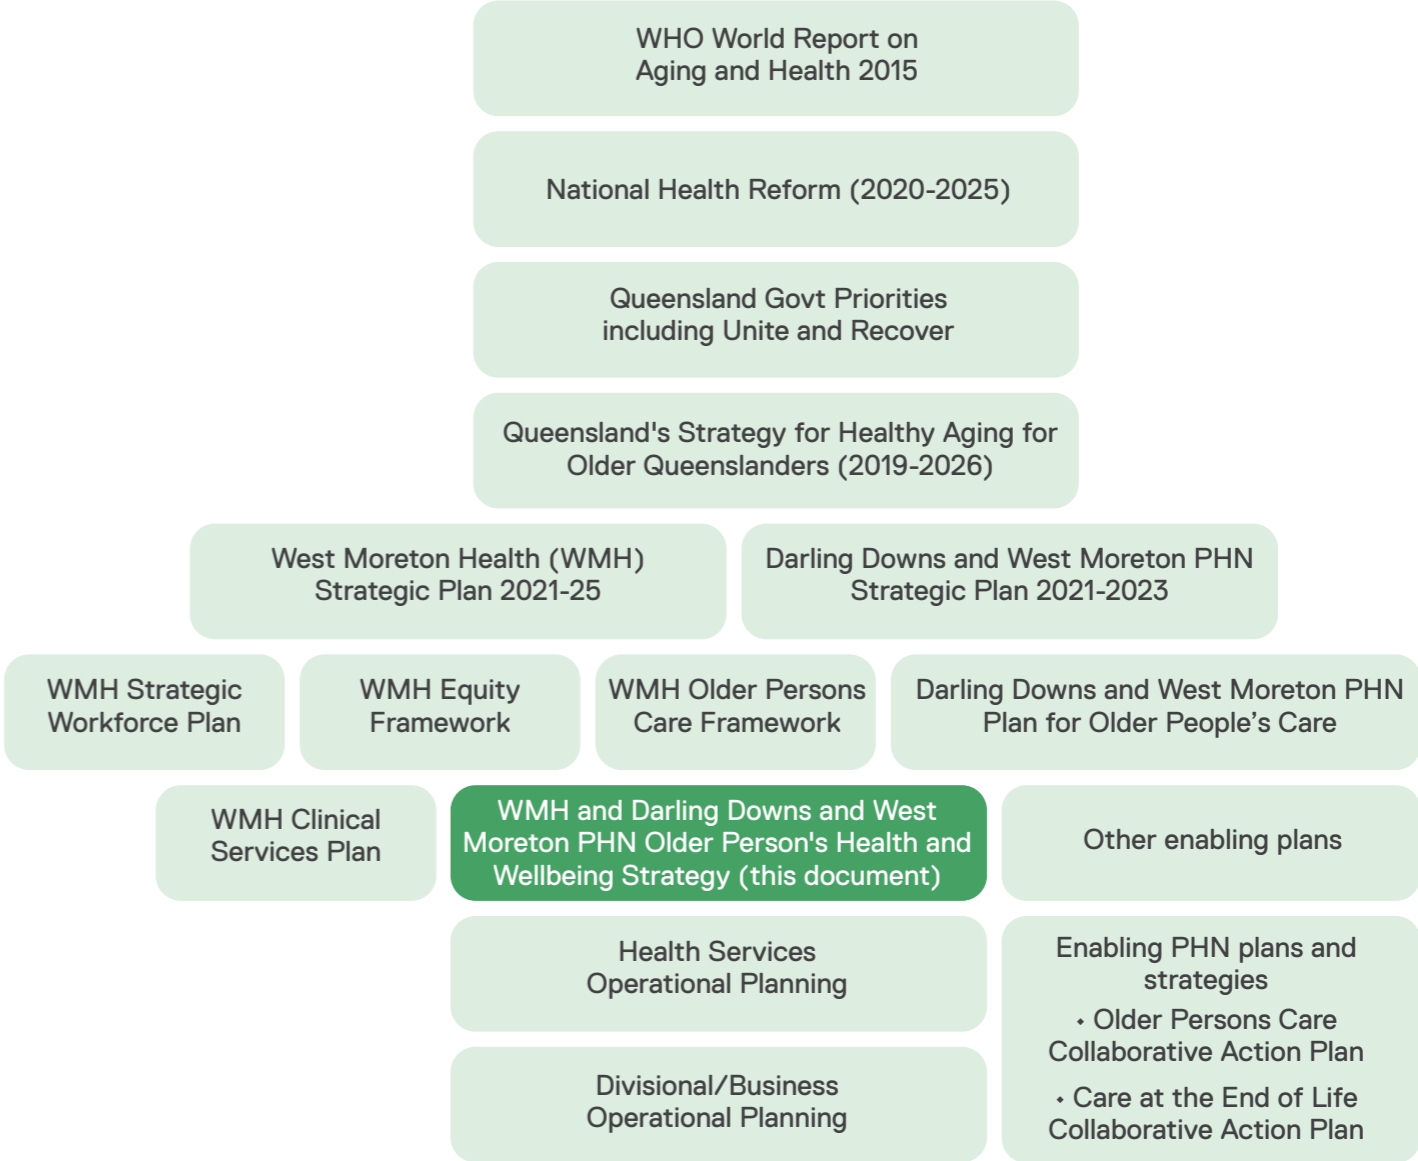 WHO World Report on
Aging and Health 2015
National Health Reform (2020-2025)
Queensland Govt Priorities
including Unite and Recover
Queensland's Strategy for Healthy Aging for
Older Queenslanders (2019-2026)
West Moreton Health (WMH)
Strategic Plan 2021-25
Darling Downs and West Moreton PHN
Strategic Plan 2021-2023
WMH Strategic
Workforce Plan
WMH Equity
Framework
WMH Older Persons
Care Framework
Darling Downs and West Moreton PHN
Plan for Older People’s Care
WMH Clinical
Services Plan
WMH and Darling Downs and West
Moreton PHN Older Person's Health and
Wellbeing Strategy (this document)
Other enabling plans
Health Services
Operational Planning
Enabling PHN plans and
strategies
• Older Persons Care
Collaborative Action Plan
• Care at the End of Life
Collaborative Action Plan
Divisional/Business
Operational Planning